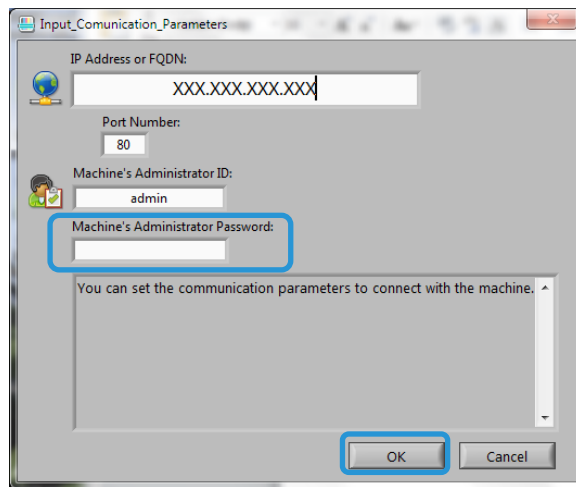 Input_Comunication_Parameters
IP Address or FQDN:
XXX.XXX.XXX.XXX
Port Number:
80
Machine's Administrator ID:
admin
Machine's Administrator Password:
You can set the communication parameters to connect with the machine.
OK Cancel